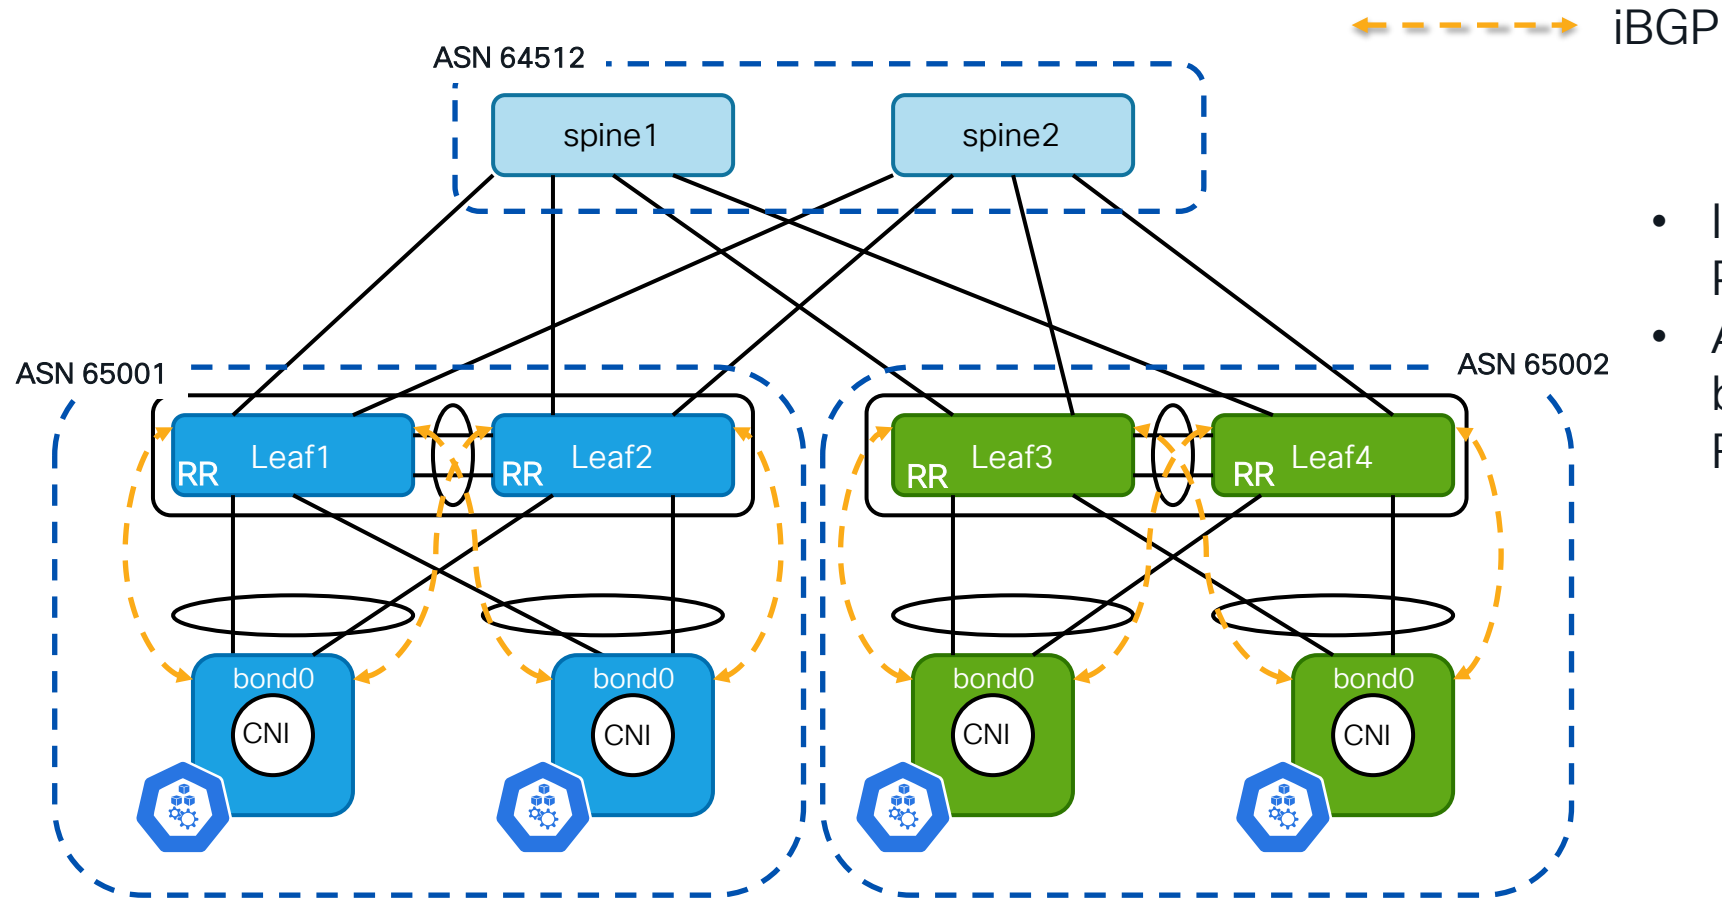 iBGP
ASN 64512
spine1
spine2
ASN 65001
ASN 65002
Leaf1
RR
Leaf2
RR
Leaf3
RR
Leaf4
RR
bond0
bond0
bond0
bond0
CNI
CNI
CNI
CNI